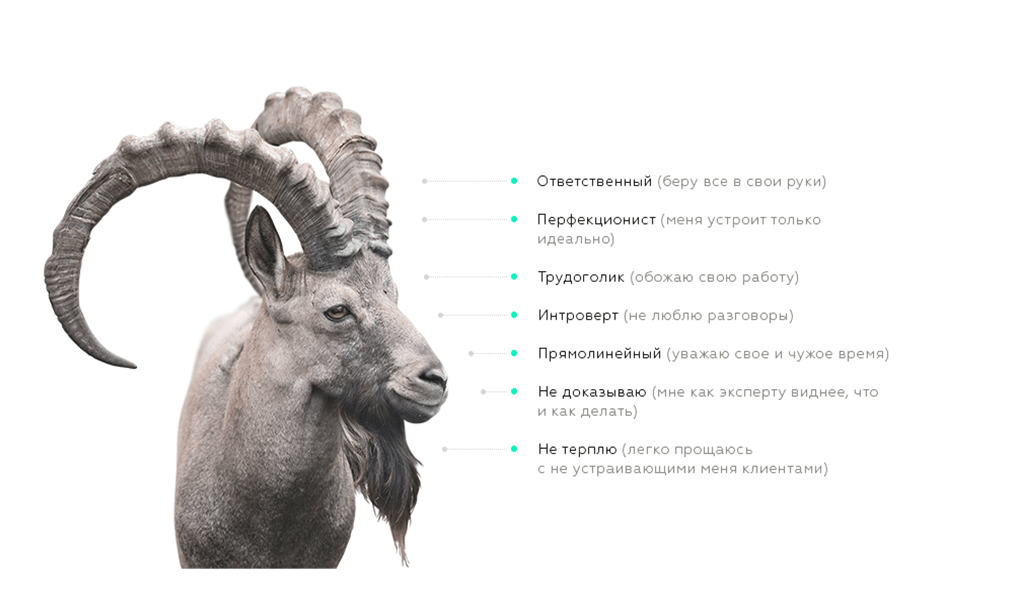 Ответственный (беру все в свои руки)
Перфекционист (меня устроит только
идеально)
Трудоголик (обожаю свою работу)
Интроверт (не люблю разговоры)
Прямолинейный (уважаю свое и чужое время)
Не доказываю (мне как эксперту виднее, что
и как делать)
Не терплю (легко прощаюсь
с не устраивающими меня клиентами)